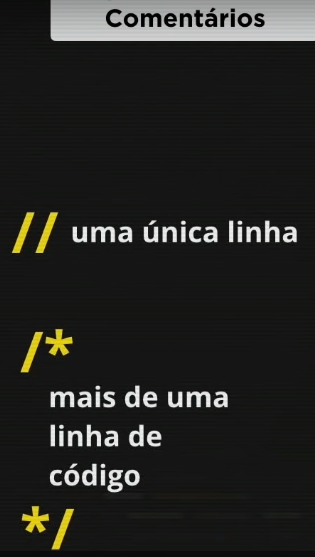 Comentários
// uma única linha
/*
mais de uma
linha de
código
*/